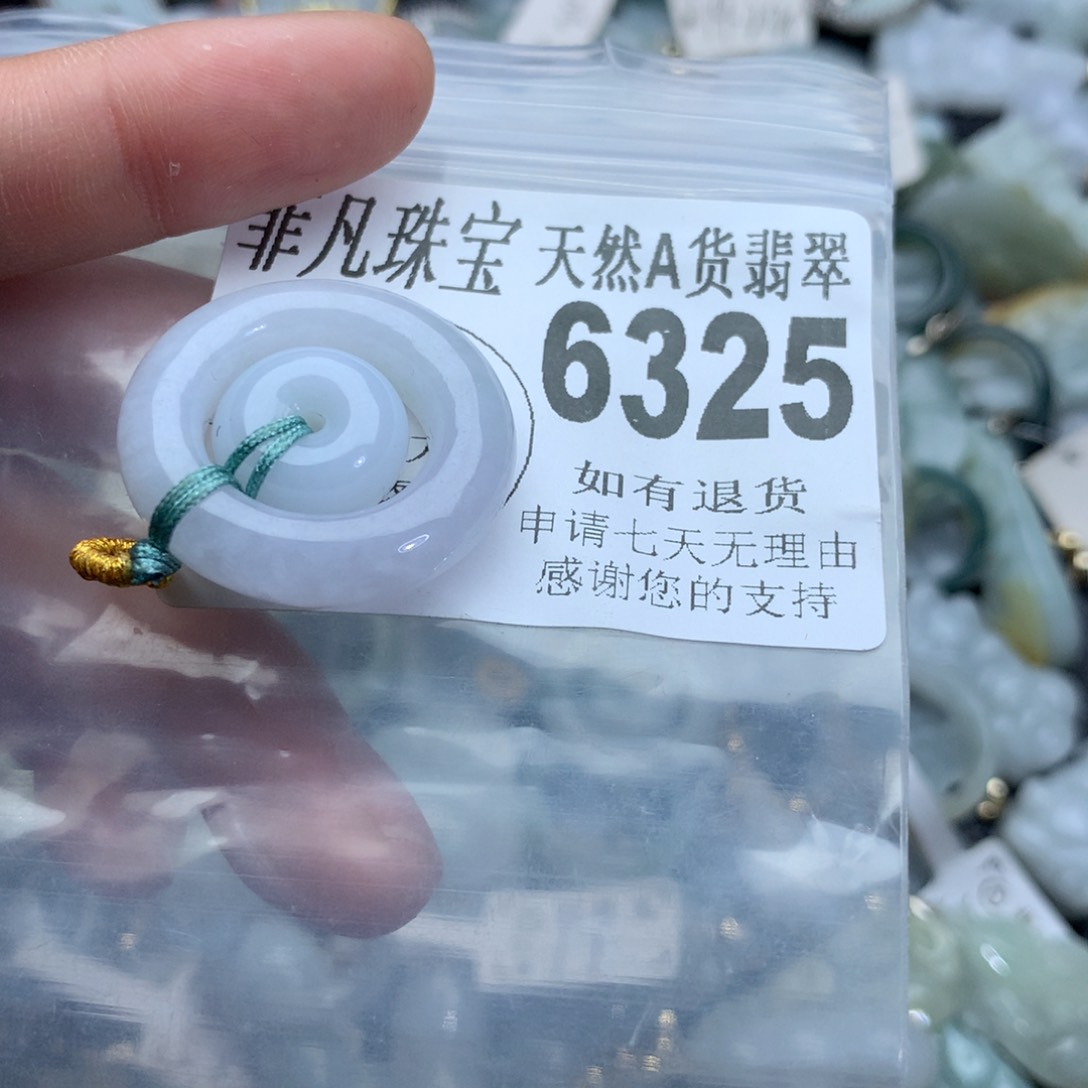 非凡珠宝 天然A货翡翠
6325
如有退货
申请七天无理由
感谢您的支持